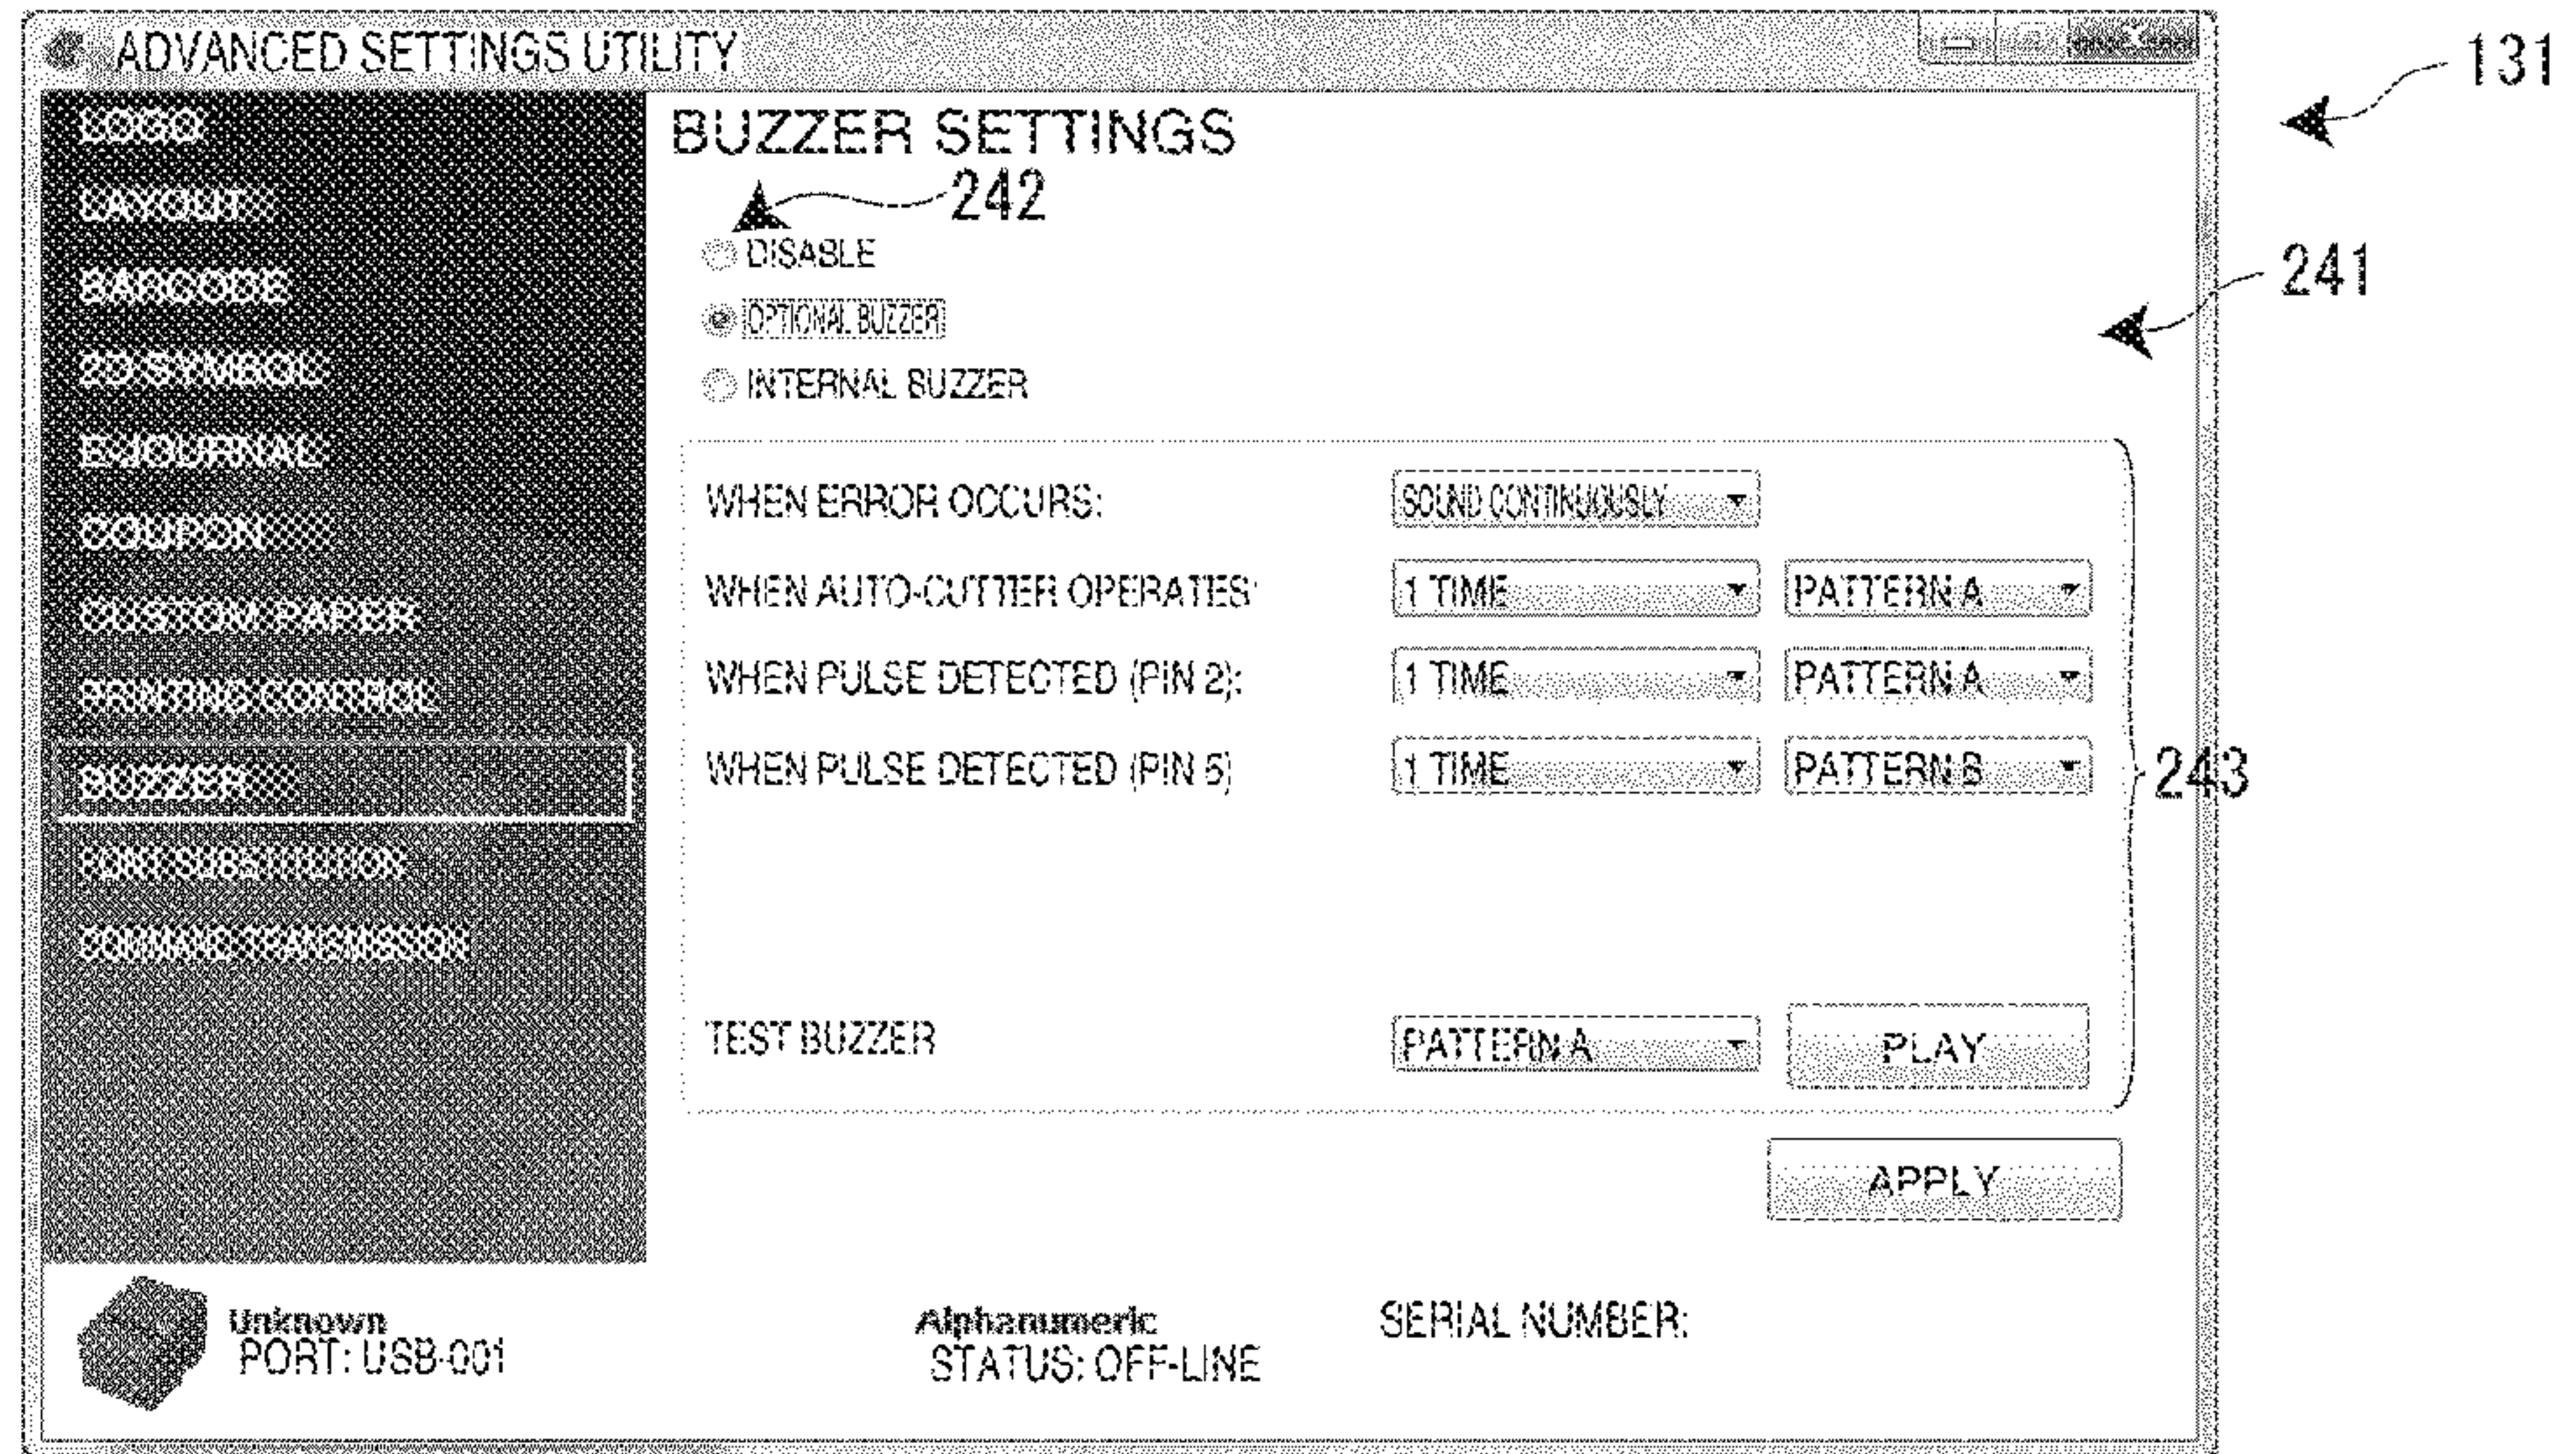 ADVANCED SETTINGS UTILITY
131
LOGO
LAYOUT
BARCODE
2D SYMBOL
E-JOURNAL
COUPON
CUSTOM PAPER
PRINTING CONTROL
BUZZER
FONT SUBSTITUTION
COMMAND TRANSMISSION
BUZZER SETTINGS
242
DISABLE
241
OPTIONAL BUZZER
INTERNAL BUZZER
WHEN ERROR OCCURS: SOUND CONTINUOUSLY
WHEN AUTO-CUTTER OPERATES: 1 TIME PATTERN A
WHEN PULSE DETECTED (PIN 2): 1 TIME PATTERN A
WHEN PULSE DETECTED (PIN 5) 1 TIME PATTERN B
243
TEST BUZZER PATTERN A PLAY
APPLY
Unknown Alphanumeric SERIAL NUMBER:
PORT: USB-001 STATUS: OFF-LINE